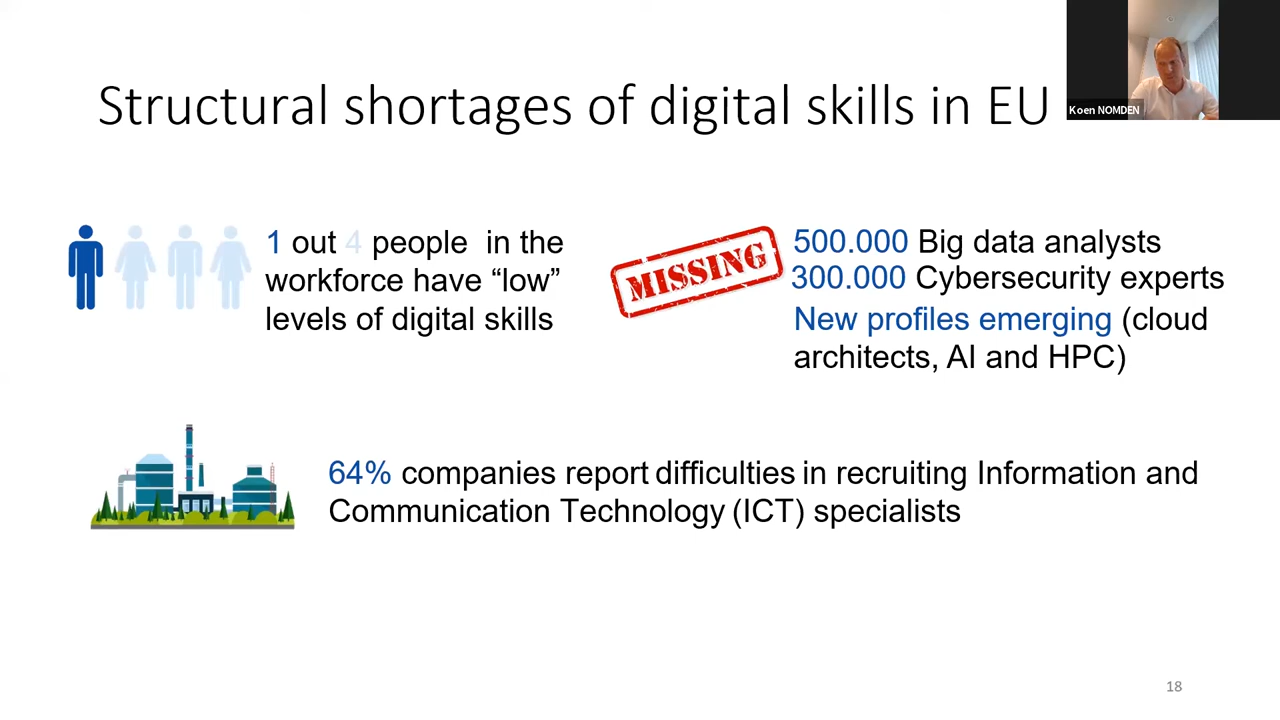 Structural shortages of digital skills in EU
Koen NOMDEN
1 out 4 people in the
workforce have “low”
levels of digital skills
MISSING
500.000 Big data analysts
300.000 Cybersecurity experts
New profiles emerging (cloud
architects, AI and HPC)
64% companies report difficulties in recruiting Information and
Communication Technology (ICT) specialists
18